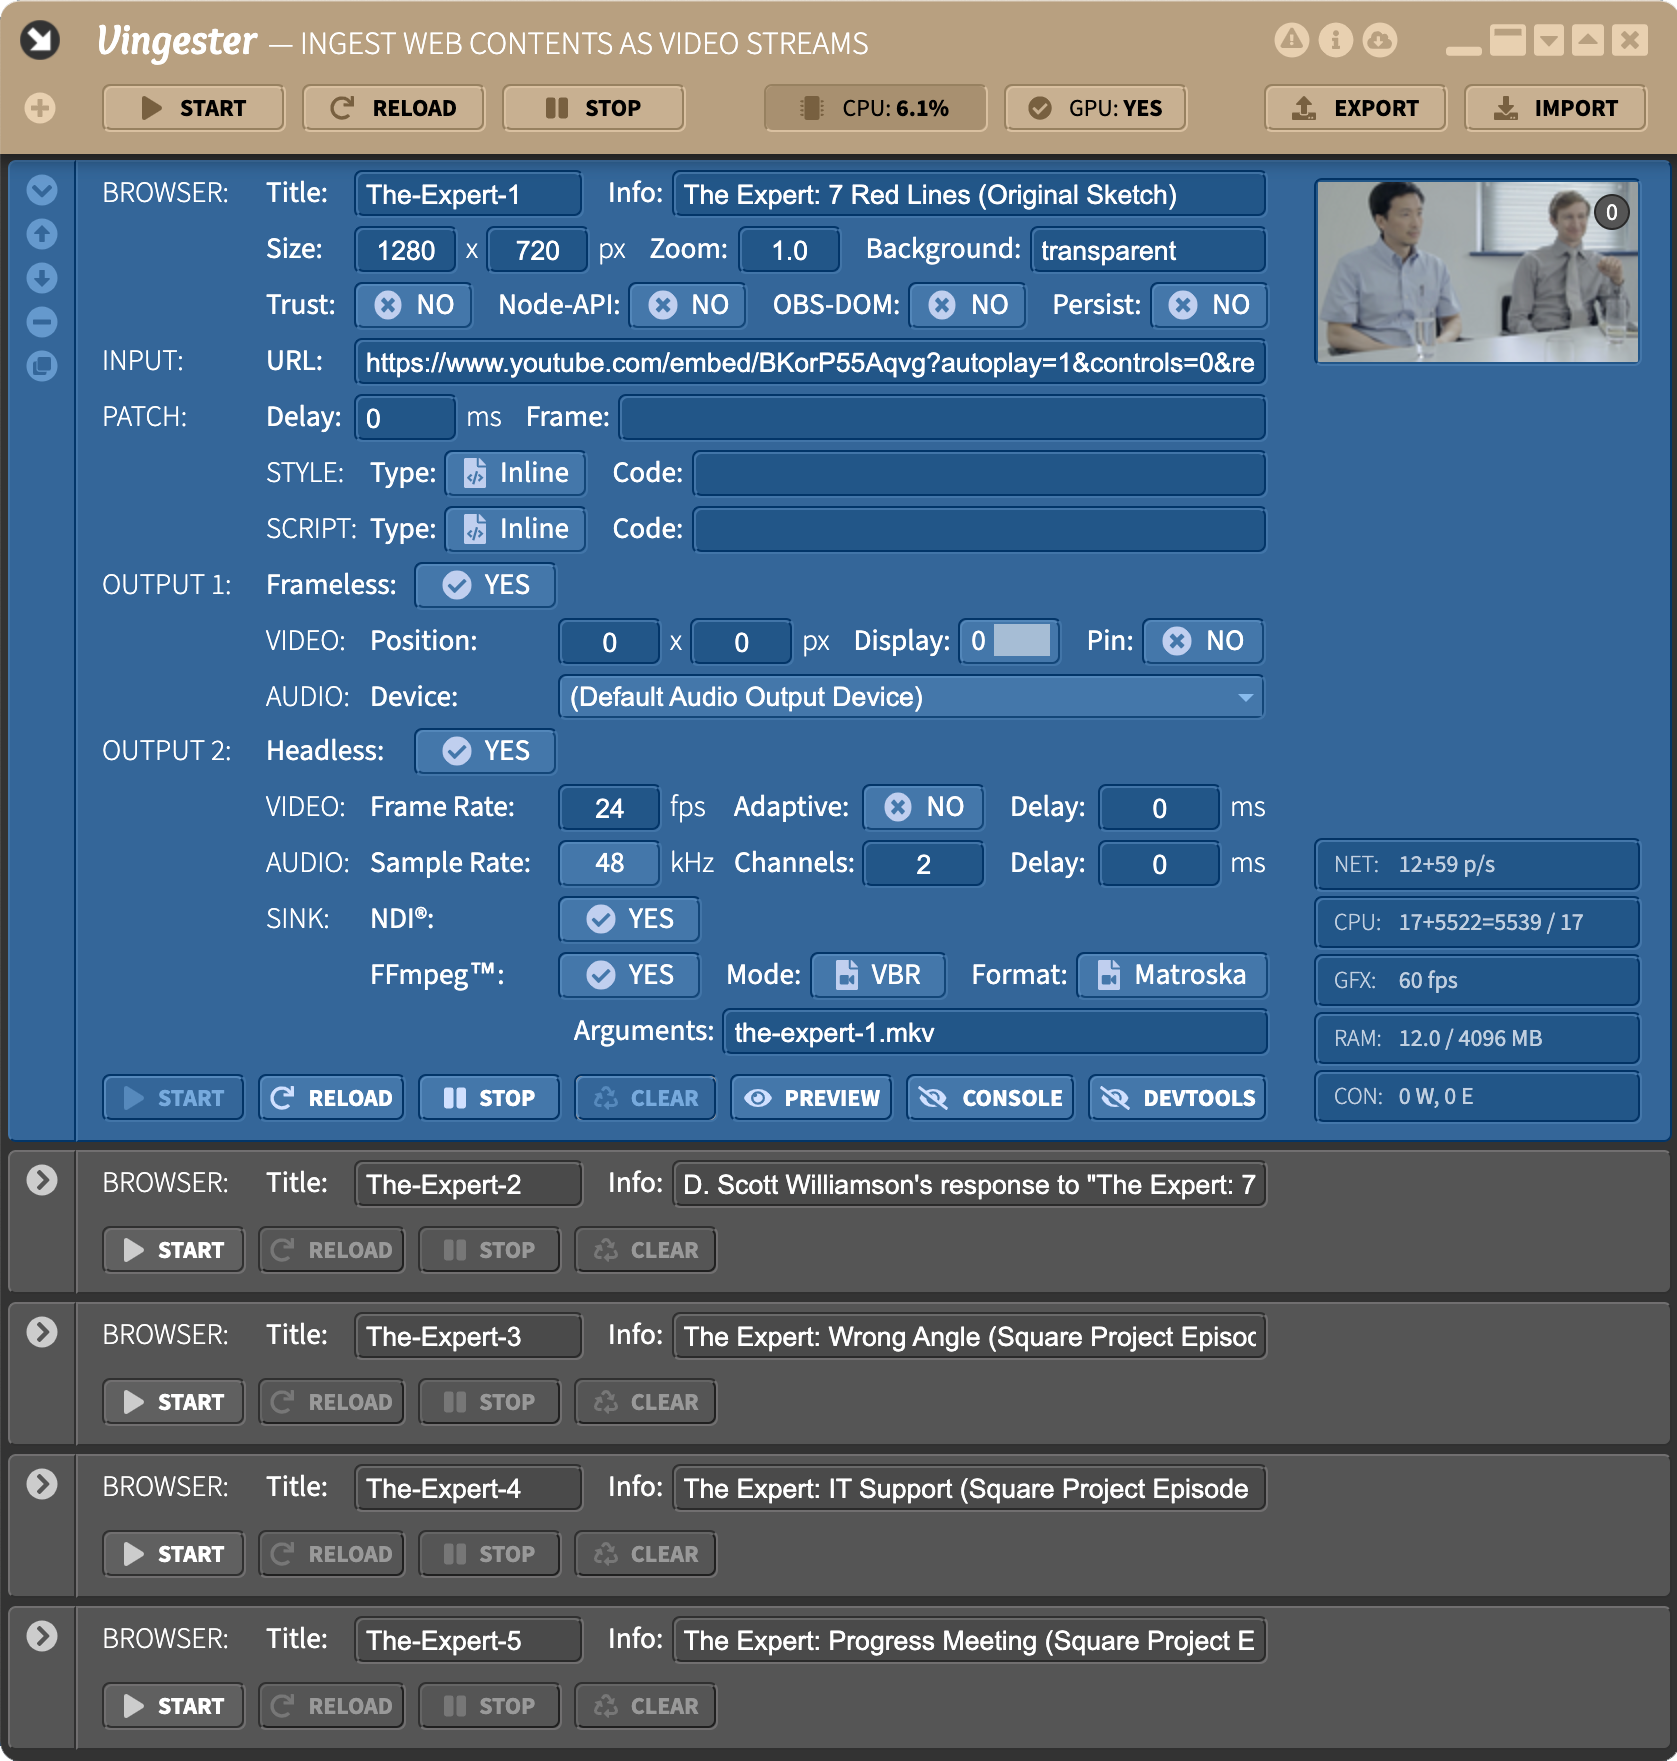 Vingester — INGEST WEB CONTENTS AS VIDEO STREAMS
START RELOAD STOP CPU: 6.1% GPU: YES EXPORT IMPORT
BROWSER: Title: The-Expert-1 Info: The Expert: 7 Red Lines (Original Sketch)
0
Size: 1280 x 720 px Zoom: 1.0 Background: transparent
Trust: NO Node-API: NO OBS-DOM: NO Persist: NO
INPUT: URL: https://www.youtube.com/embed/BKorP55Aqvg?autoplay=1&controls=0&re
PATCH: Delay: 0 ms Frame:
STYLE: Type: Inline Code:
SCRIPT: Type: Inline Code:
OUTPUT 1: Frameless: YES
VIDEO: Position: 0 x 0 px Display: 0 Pin: NO
AUDIO: Device: (Default Audio Output Device)
OUTPUT 2: Headless: YES
VIDEO: Frame Rate: 24 fps Adaptive: NO Delay: 0 ms
AUDIO: Sample Rate: 48 kHz Channels: 2 Delay: 0 ms
NET: 12+59 p/s
SINK: NDI®: YES
CPU: 17+5522=5539 / 17
FFmpeg™: YES Mode: VBR Format: Matroska
GFX: 60 fps
Arguments: the-expert-1.mkv
RAM: 12.0 / 4096 MB
START RELOAD STOP CLEAR PREVIEW CONSOLE DEVTOOLS
CON: 0 W, 0 E
BROWSER: Title: The-Expert-2 Info: D. Scott Williamson's response to "The Expert: 7
START RELOAD STOP CLEAR
BROWSER: Title: The-Expert-3 Info: The Expert: Wrong Angle (Square Project Episoc
START RELOAD STOP CLEAR
BROWSER: Title: The-Expert-4 Info: The Expert: IT Support (Square Project Episode
START RELOAD STOP CLEAR
BROWSER: Title: The-Expert-5 Info: The Expert: Progress Meeting (Square Project E
START RELOAD STOP CLEAR